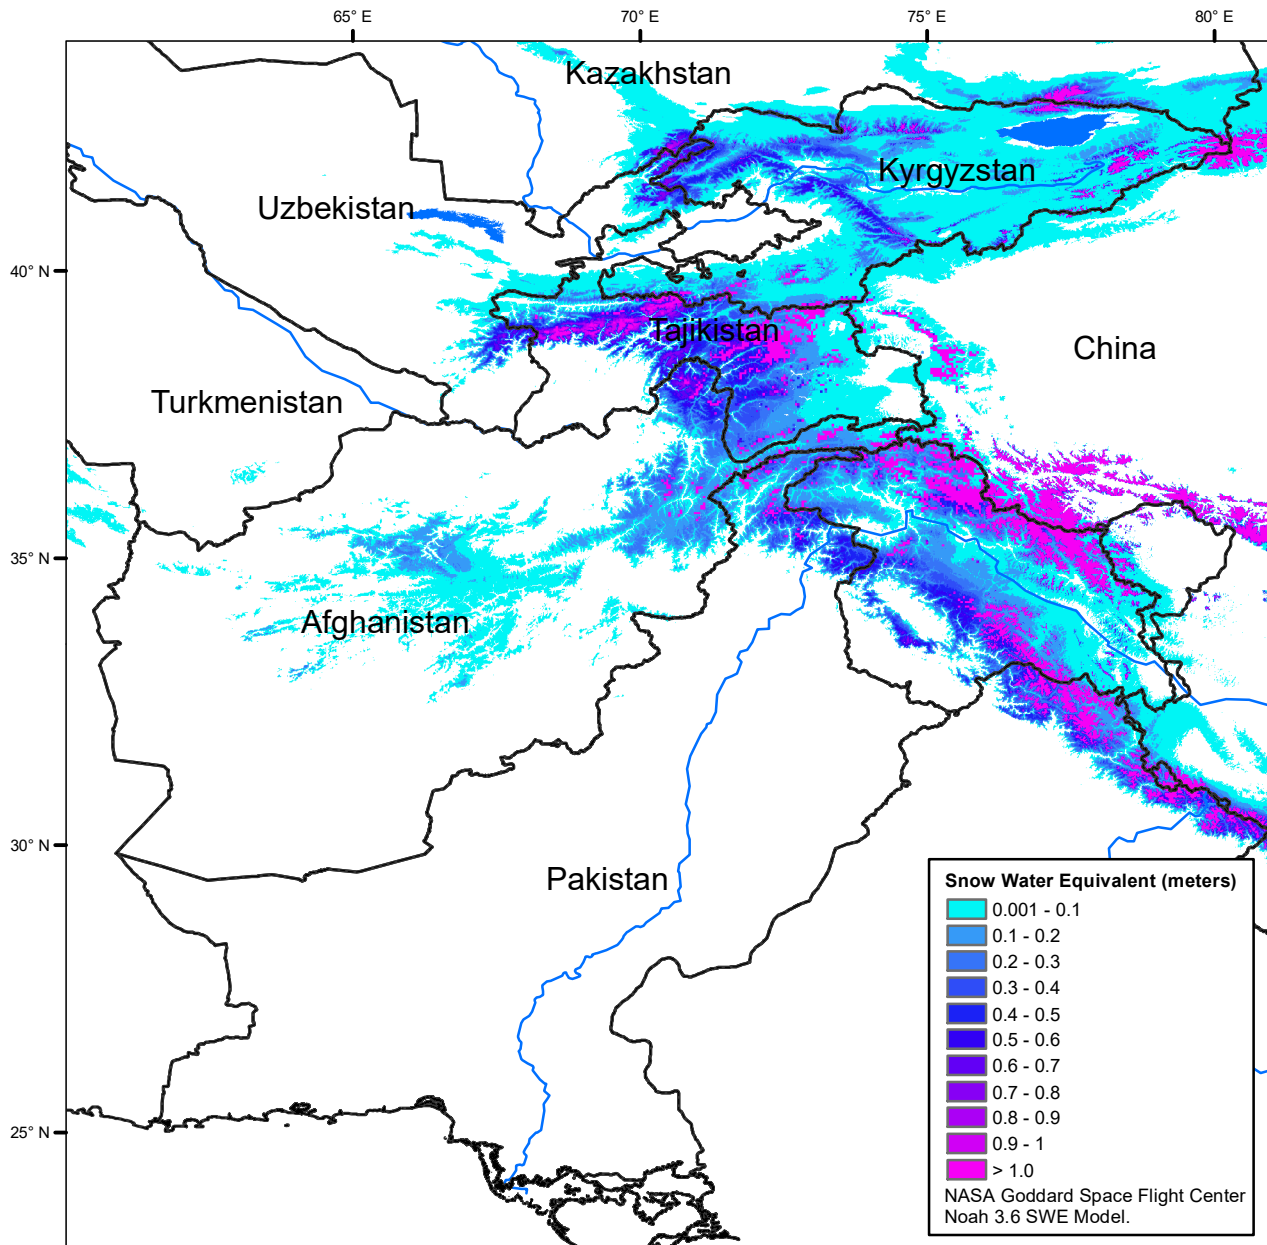 65° E
70° E
75° E
80° E
Kazakhstan
Kyrgyzstan
Uzbekistan
40° N
Tajikistan
China
Turkmenistan
35° N
Afghanistan
30° N
Pakistan
25° N
Snow Water Equivalent (meters)
0.001 - 0.1
0.1 - 0.2
0.2 - 0.3
0.3 - 0.4
0.4 - 0.5
0.5 - 0.6
0.6 - 0.7
0.7 - 0.8
0.8 - 0.9
0.9 - 1
> 1.0
NASA Goddard Space Flight Center
Noah 3.6 SWE Model.